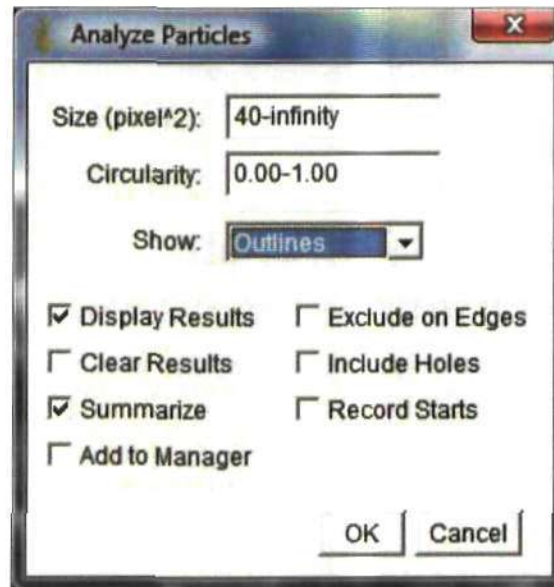 Analyze Particles
X
Size (pixel^2): 40-infinity
Circularity: 0.00-1.00
Show: Outlines
Display Results Exclude on Edges
Clear Results Include Holes
Summarize Record Starts
Add to Manager
OK Cancel